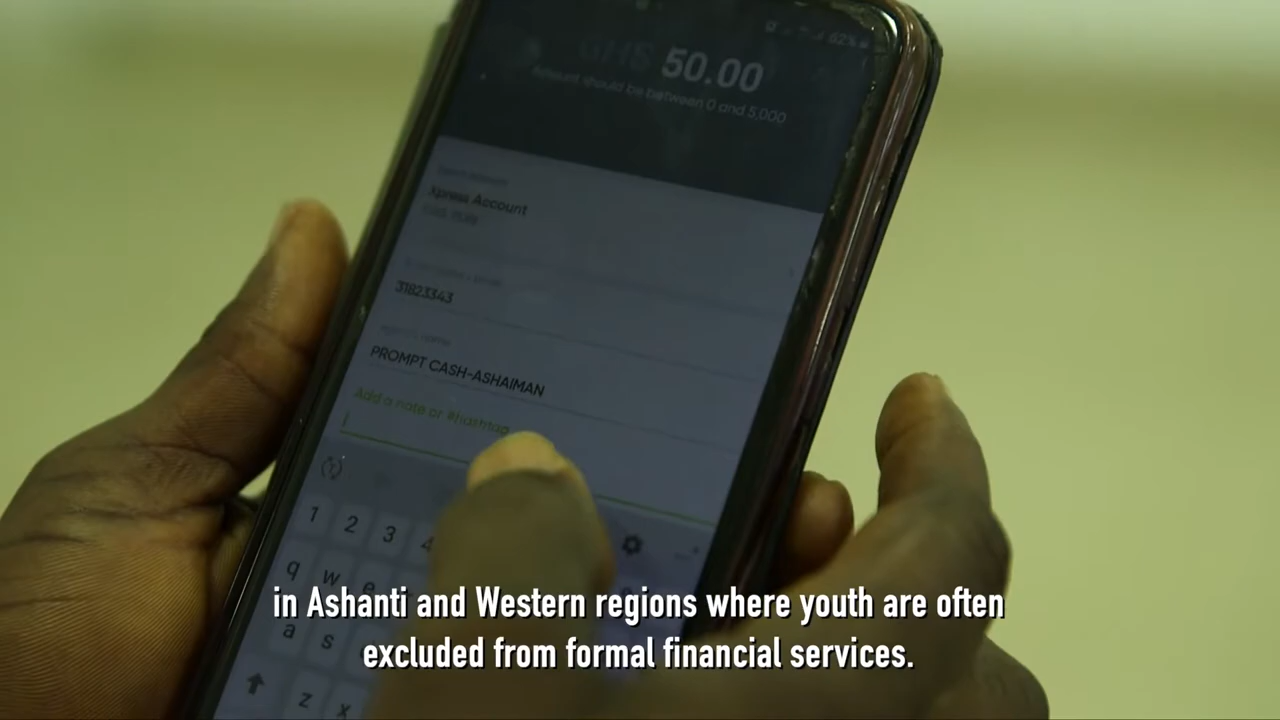 62%
GHS 50.00
Amount should be between 0 and 5,000
Xpress Account
31823343
PROMPT CASH-ASHAIMAN
Add a note or #hashtag
1 2 3 4
q w e
a s
z x
in Ashanti and Western regions where youth are often
excluded from formal financial services.